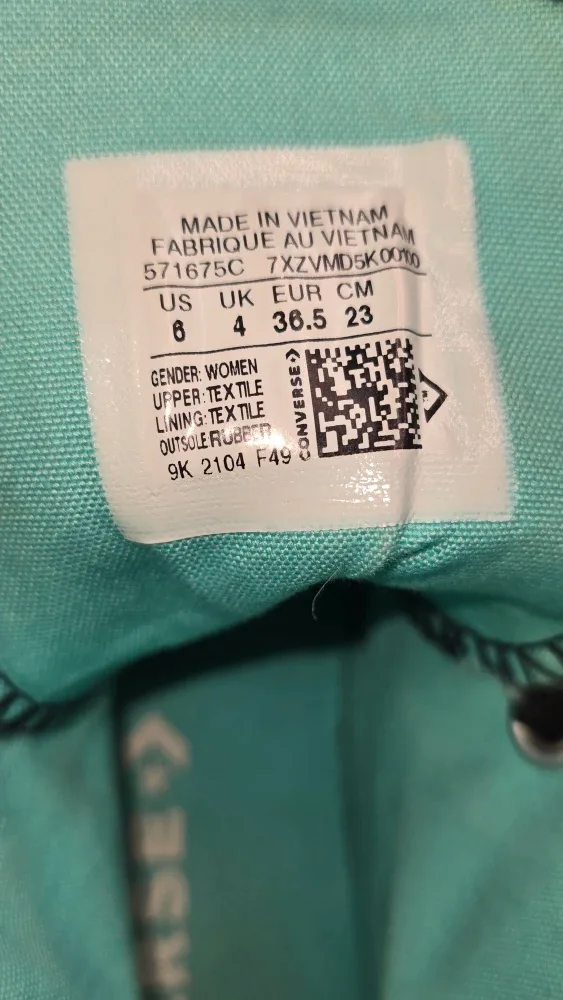 MADE IN VIETNAM
FABRIQUE AU VIETNAM
571675C 7XZVMD5K00100
US UK EUR CM
6 4 36.5 23
GENDER: WOMEN
UPPER: TEXTILE
LINING: TEXTILE
OUTSOLE RUBBER
9K 2104 F49
CONVERSE